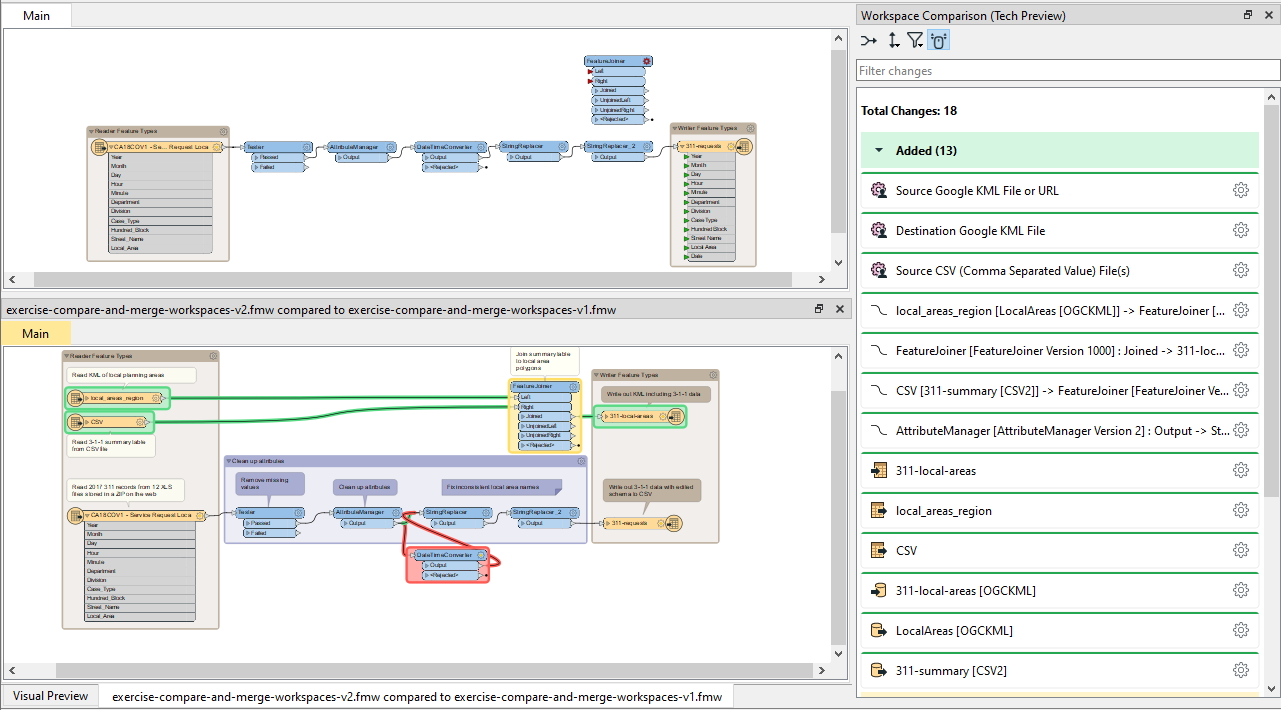 Main
FeatureJoiner
Left
Right
Joined
UnjoinedLeft
UnjoinedRight
<Rejected>
Reader Feature Types
CA18COV1 - Se... Request Loca
Year
Month
Day
Hour
Minute
Department
Division
Case_Type
Hundred_Block
Street_Name
Local_Area
Tester
Passed
Failed
AttributeManager
Output
DateTimeConverter
Output
<Rejected>
StringReplacer
Output
StringReplacer_2
Output
Writer Feature Types
311-requests
Year
Month
Day
Hour
Minute
Department
Division
Case Type
Hundred Block
Street Name
Local Area
Date
exercise-compare-and-merge-workspaces-v2.fmw compared to exercise-compare-and-merge-workspaces-v1.fmw
Main
Reader Feature Types
Read KML of local planning areas
local_areas_region
CSV
Read 3-1-1 summary table
from CSV file
Read 2017 311 records from 12 XLS
files stored in a ZIP on the web
CA18COV1 - Service Request Loca
Year
Month
Day
Hour
Minute
Department
Division
Case_Type
Hundred_Block
Street_Name
Local_Area
Join summary table
to local area
polygons
FeatureJoiner
Left
Right
Joined
UnjoinedLeft
UnjoinedRight
<Rejected>
Clean up attributes
Remove missing
values
Clean up attributes
Fix inconsistent local area names
Tester
Passed
Failed
AttributeManager
Output
StringReplacer
Output
StringReplacer_2
Output
DateTimeConverter
Output
<Rejected>
Writer Feature Types
Write out KML including 3-1-1 data
311-local-areas
Write out 3-1-1 data with edited
schema to CSV
311-requests
Visual Preview
exercise-compare-and-merge-workspaces-v2.fmw compared to exercise-compare-and-merge-workspaces-v1.fmw
Workspace Comparison (Tech Preview)
Filter changes
Total Changes: 18
Added (13)
Source Google KML File or URL
Destination Google KML File
Source CSV (Comma Separated Value) File(s)
local_areas_region [LocalAreas [OGCKML]] -> FeatureJoiner [...
FeatureJoiner [FeatureJoiner Version 1000] : Joined -> 311-loc...
CSV [311-summary [CSV2]] -> FeatureJoiner [FeatureJoiner Ve...
AttributeManager [AttributeManager Version 2] : Output -> St...
311-local-areas
local_areas_region
CSV
311-local-areas [OGCKML]
LocalAreas [OGCKML]
311-summary [CSV2]